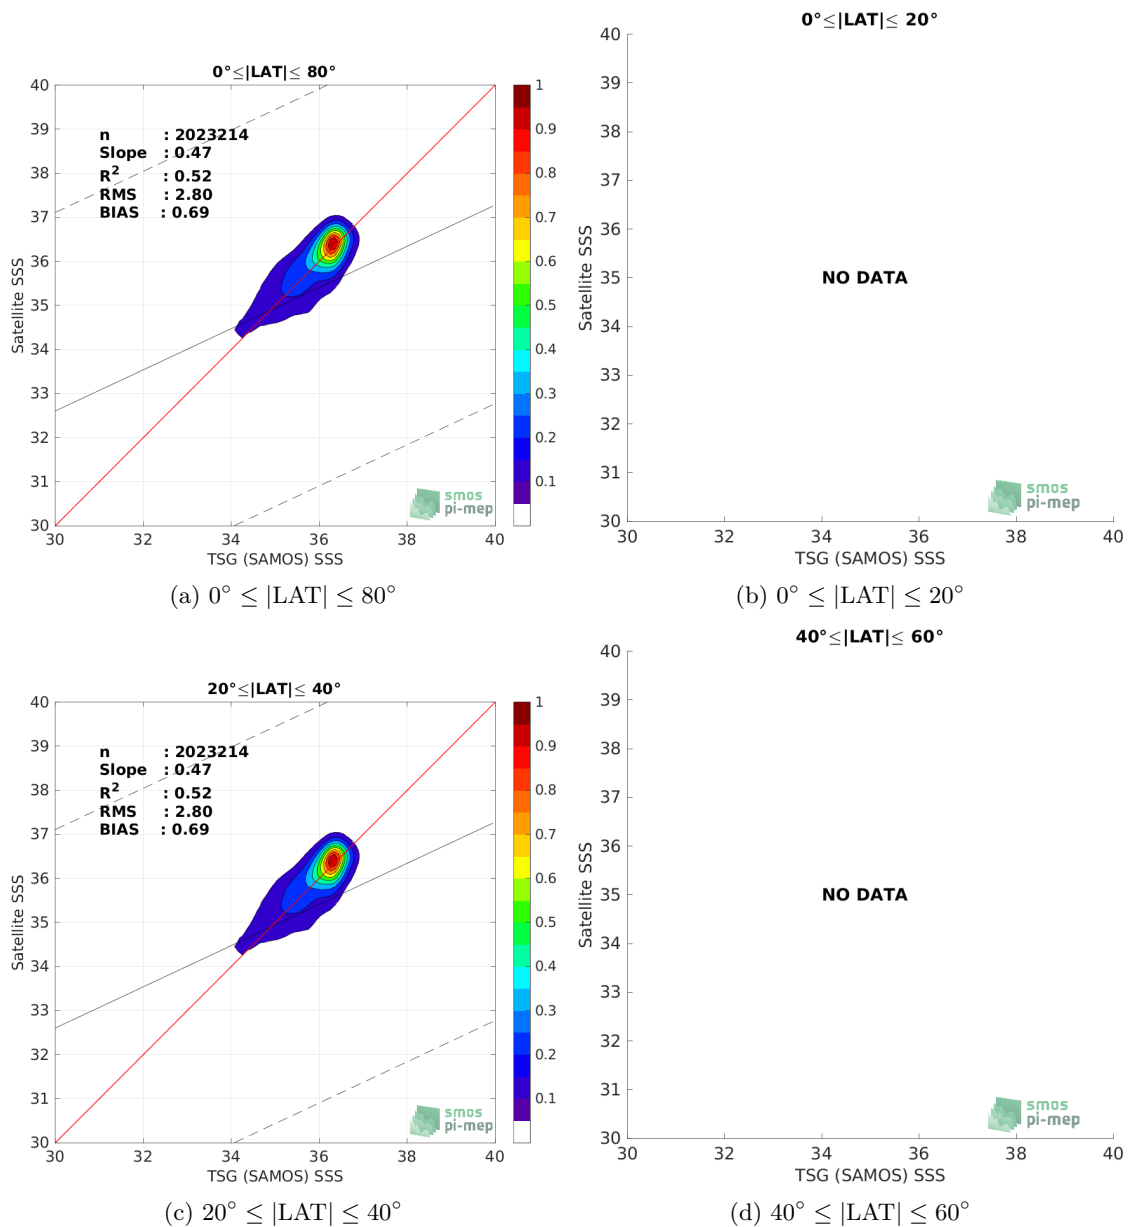 0°≤|LAT|≤ 80°
n : 2023214
Slope : 0.47
R² : 0.52
RMS : 2.80
BIAS : 0.69
40
39
38
37
36
35
34
33
32
31
30
Satellite SSS
30 32 34 36 38 40
TSG (SAMOS) SSS
1
0.9
0.8
0.7
0.6
0.5
0.4
0.3
0.2
0.1
smos
pi-mep
(a) 0° ≤ |LAT| ≤ 80°
0°≤|LAT|≤ 20°
40
39
38
37
36
35
34
33
32
31
30
Satellite SSS
NO DATA
30 32 34 36 38 40
TSG (SAMOS) SSS
smos
pi-mep
(b) 0° ≤ |LAT| ≤ 20°
20°≤|LAT|≤ 40°
n : 2023214
Slope : 0.47
R² : 0.52
RMS : 2.80
BIAS : 0.69
40
39
38
37
36
35
34
33
32
31
30
Satellite SSS
30 32 34 36 38 40
TSG (SAMOS) SSS
1
0.9
0.8
0.7
0.6
0.5
0.4
0.3
0.2
0.1
smos
pi-mep
(c) 20° ≤ |LAT| ≤ 40°
40°≤|LAT|≤ 60°
40
39
38
37
36
35
34
33
32
31
30
Satellite SSS
NO DATA
30 32 34 36 38 40
TSG (SAMOS) SSS
smos
pi-mep
(d) 40° ≤ |LAT| ≤ 60°